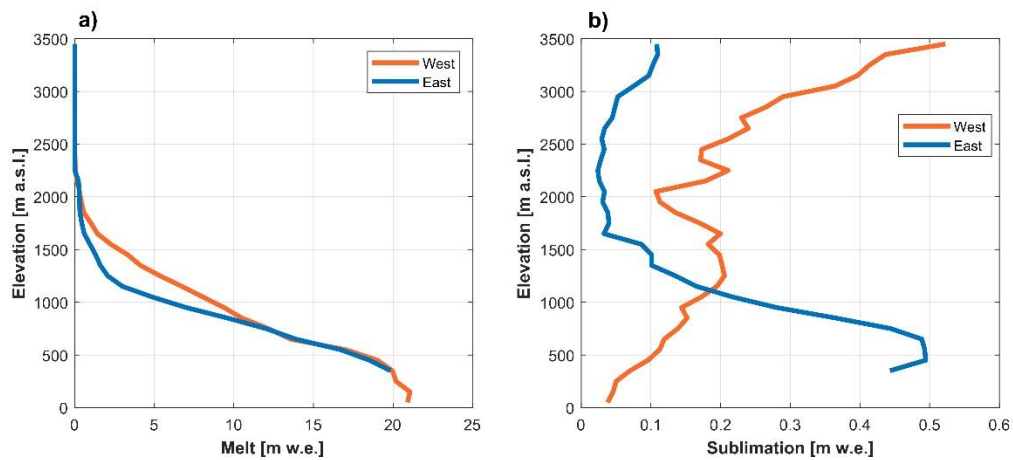 a)
3500
3000
2500
2000
1500
1000
500
0
Elevation [m a.s.l.]
West
East
0 5 10 15 20 25
Melt [m w.e.]
b)
3500
3000
2500
2000
1500
1000
500
0
Elevation [m a.s.l.]
West
East
0 0.1 0.2 0.3 0.4 0.5 0.6
Sublimation [m w.e.]